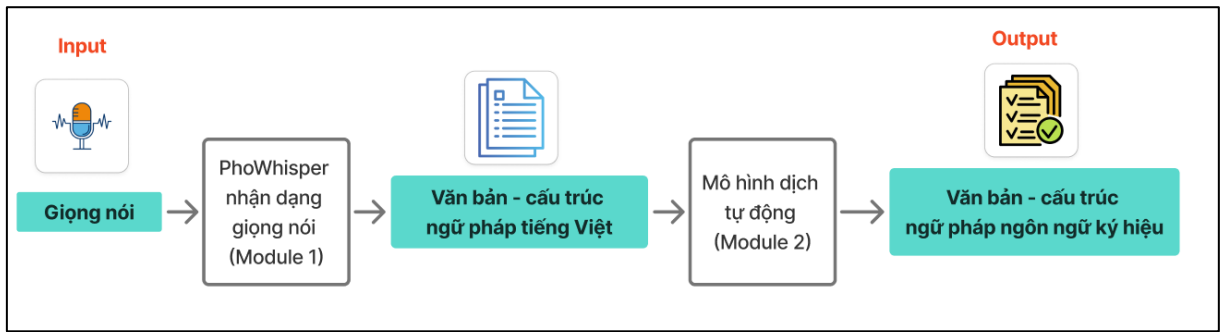 Input
Giọng nói
PhoWhisper
nhận dạng
giọng nói
(Module 1)
Văn bản - cấu trúc
ngữ pháp tiếng Việt
Mô hình dịch
tự động
(Module 2)
Output
Văn bản - cấu trúc
ngữ pháp ngôn ngữ ký hiệu